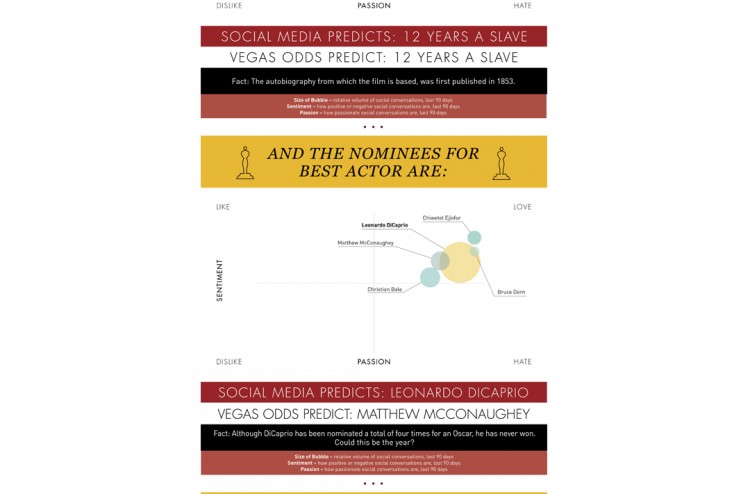 DISLIKE PASSION HATE
SOCIAL MEDIA PREDICTS: 12 YEARS A SLAVE
VEGAS ODDS PREDICT: 12 YEARS A SLAVE
Fact: The autobiography from which the film is based, was first published in 1853.
Size of Bubble = relative volume of social conversations, last 90 days
Sentiment = how positive or negative social conversations are, last 90 days
Passion = how passionate social conversations are, last 90 days
AND THE NOMINEES FOR
BEST ACTOR ARE:
LIKE LOVE
Chiwetel Ejiofor
Leonardo DiCaprio
Matthew McConaughey
Christian Bale
Bruce Dern
SENTIMENT
DISLIKE PASSION HATE
SOCIAL MEDIA PREDICTS: LEONARDO DICAPRIO
VEGAS ODDS PREDICT: MATTHEW MCCONAUGHEY
Fact: Although DiCaprio has been nominated a total of four times for an Oscar, he has never won.
Could this be the year?
Size of Bubble = relative volume of social conversations, last 90 days
Sentiment = how positive or negative social conversations are, last 90 days
Passion = how passionate social conversations are, last 90 days